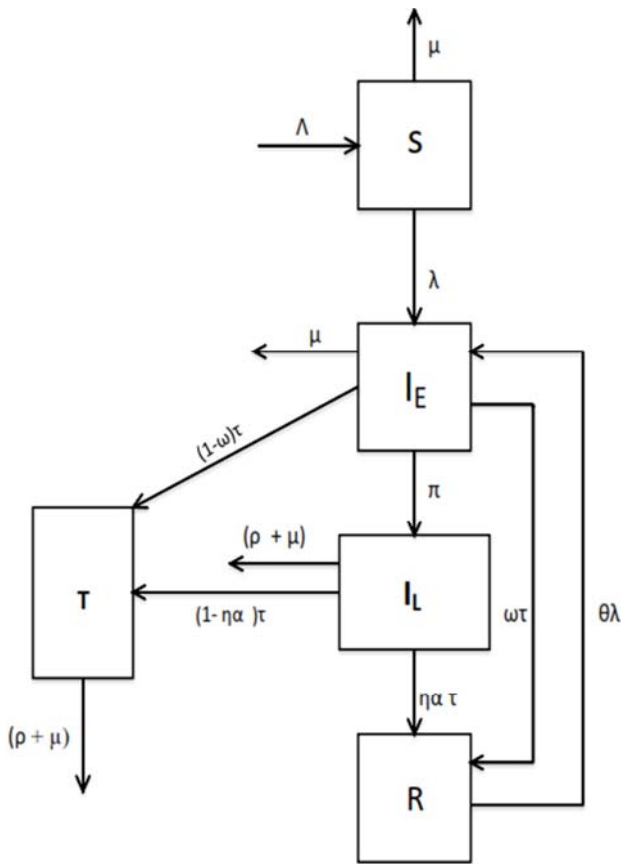 μ
Λ
S
λ
μ
I_E
(1-ω)τ
π
(ρ + μ)
T
I_L
(1- ηα )τ
ωτ
θλ
ηα τ
(ρ + μ)
R